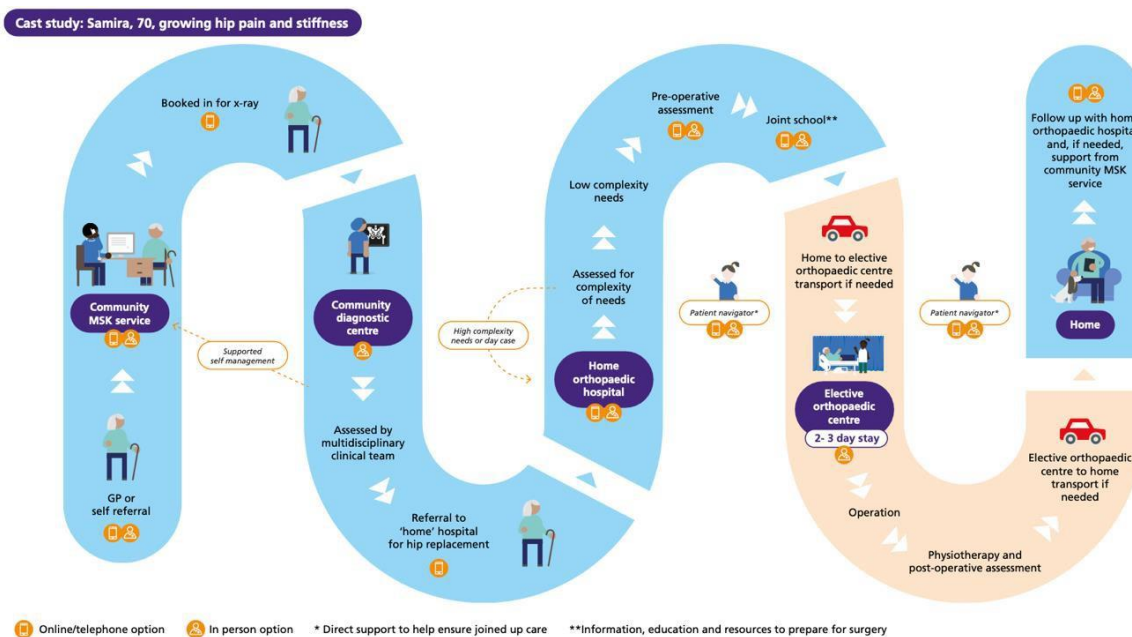 Cast study: Samira, 70, growing hip pain and stiffness
GP or
self referral
Community
MSK service
Booked in for x-ray
Community
diagnostic
centre
Supported
self management
Assessed by
multidisciplinary
clinical team
Referral to
‘home’ hospital
for hip replacement
Home
orthopaedic
hospital
High complexity
needs or day case
Assessed for
complexity
of needs
Low complexity
needs
Pre-operative
assessment
Joint school**
Patient navigator*
Home to elective
orthopaedic centre
transport if needed
Elective
orthopaedic
centre
2- 3 day stay
Operation
Physiotherapy and
post-operative assessment
Patient navigator*
Elective orthopaedic
centre to home
transport if
needed
Home
Follow up with hom
orthopaedic hospita
and, if needed,
support from
community MSK
service
Online/telephone option
In person option
* Direct support to help ensure joined up care
**Information, education and resources to prepare for surgery